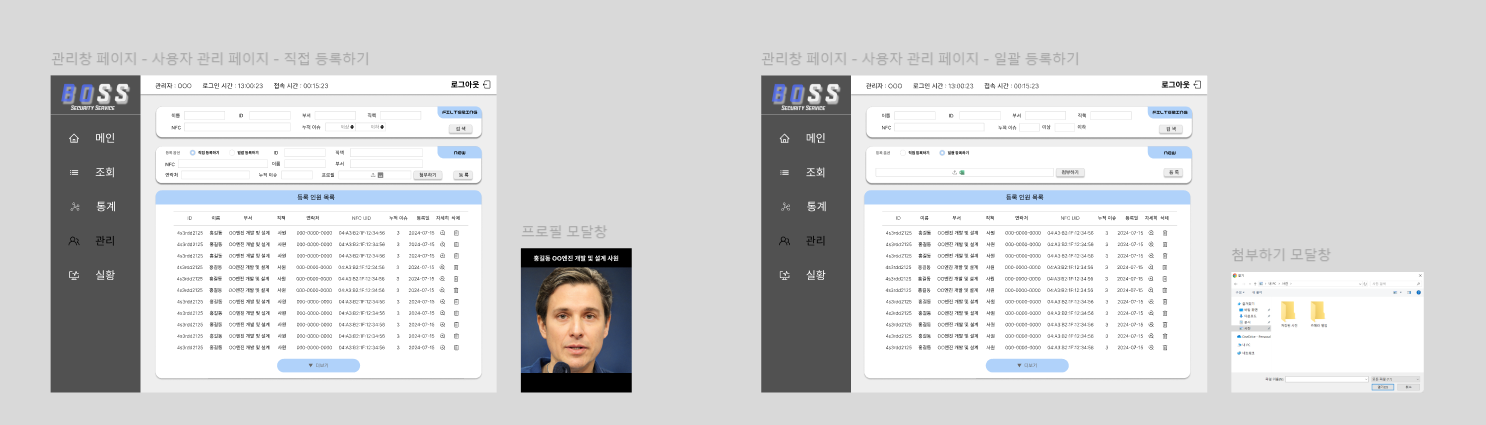 관리창 페이지 - 사용자 관리 페이지 - 직접 등록하기
BOSS
SECURITY SERVICE
메인
조회
통계
관리
실황
관리자 : OOO 로그인 시간 : 13:00:23 접속 시간 : 00:15:23 로그아웃
이름 ID 부서 직책 FILTERING
NFC 누적 이슈 이상 이하 검 색
등록 옵션 직접 등록하기 일괄 등록하기 ID 직책 NEW
NFC 이름 부서
연락처 누적 이슈 프로필 첨부하기 등 록
등록 인원 목록
ID 이름 부서 직책 연락처 NFC UID 누적 이슈 등록일 자세히 삭제
4s3rdd2125 홍길동 OO엔진 개발 및 설계 사원 000-0000-0000 04:A3:B2:1F:12:34:56 3 2024-07-15
4s3rdd2125 홍길동 OO엔진 개발 및 설계 사원 000-0000-0000 04:A3:B2:1F:12:34:56 3 2024-07-15
4s3rdd2125 홍길동 OO엔진 개발 및 설계 사원 000-0000-0000 04:A3:B2:1F:12:34:56 3 2024-07-15
4s3rdd2125 홍길동 OO엔진 개발 및 설계 사원 000-0000-0000 04:A3:B2:1F:12:34:56 3 2024-07-15
4s3rdd2125 홍길동 OO엔진 개발 및 설계 사원 000-0000-0000 04:A3:B2:1F:12:34:56 3 2024-07-15
4s3rdd2125 홍길동 OO엔진 개발 및 설계 사원 000-0000-0000 04:A3:B2:1F:12:34:56 3 2024-07-15
4s3rdd2125 홍길동 OO엔진 개발 및 설계 사원 000-0000-0000 04:A3:B2:1F:12:34:56 3 2024-07-15
4s3rdd2125 홍길동 OO엔진 개발 및 설계 사원 000-0000-0000 04:A3:B2:1F:12:34:56 3 2024-07-15
4s3rdd2125 홍길동 OO엔진 개발 및 설계 사원 000-0000-0000 04:A3:B2:1F:12:34:56 3 2024-07-15
4s3rdd2125 홍길동 OO엔진 개발 및 설계 사원 000-0000-0000 04:A3:B2:1F:12:34:56 3 2024-07-15
4s3rdd2125 홍길동 OO엔진 개발 및 설계 사원 000-0000-0000 04:A3:B2:1F:12:34:56 3 2024-07-15
▼ 더보기
프로필 모달창
홍길동 OO엔진 개발 및 설계 사원
관리창 페이지 - 사용자 관리 페이지 - 일괄 등록하기
BOSS
SECURITY SERVICE
메인
조회
통계
관리
실황
관리자 : OOO 로그인 시간 : 13:00:23 접속 시간 : 00:15:23 로그아웃
이름 ID 부서 직책 FILTERING
NFC 누적 이슈 이상 이하 검 색
등록 옵션 직접 등록하기 일괄 등록하기 NEW
첨부하기 등 록
등록 인원 목록
ID 이름 부서 직책 연락처 NFC UID 누적 이슈 등록일 자세히 삭제
4s3rdd2125 홍길동 OO엔진 개발 및 설계 사원 000-0000-0000 04:A3:B2:1F:12:34:56 3 2024-07-15
4s3rdd2125 홍길동 OO엔진 개발 및 설계 사원 000-0000-0000 04:A3:B2:1F:12:34:56 3 2024-07-15
4s3rdd2125 홍길동 OO엔진 개발 및 설계 사원 000-0000-0000 04:A3:B2:1F:12:34:56 3 2024-07-15
4s3rdd2125 홍길동 OO엔진 개발 및 설계 사원 000-0000-0000 04:A3:B2:1F:12:34:56 3 2024-07-15
4s3rdd2125 홍길동 OO엔진 개발 및 설계 사원 000-0000-0000 04:A3:B2:1F:12:34:56 3 2024-07-15
4s3rdd2125 홍길동 OO엔진 개발 및 설계 사원 000-0000-0000 04:A3:B2:1F:12:34:56 3 2024-07-15
4s3rdd2125 홍길동 OO엔진 개발 및 설계 사원 000-0000-0000 04:A3:B2:1F:12:34:56 3 2024-07-15
4s3rdd2125 홍길동 OO엔진 개발 및 설계 사원 000-0000-0000 04:A3:B2:1F:12:34:56 3 2024-07-15
4s3rdd2125 홍길동 OO엔진 개발 및 설계 사원 000-0000-0000 04:A3:B2:1F:12:34:56 3 2024-07-15
4s3rdd2125 홍길동 OO엔진 개발 및 설계 사원 000-0000-0000 04:A3:B2:1F:12:34:56 3 2024-07-15
4s3rdd2125 홍길동 OO엔진 개발 및 설계 사원 000-0000-0000 04:A3:B2:1F:12:34:56 3 2024-07-15
▼ 더보기
첨부하기 모달창
OneDrive - Personal
내 PC